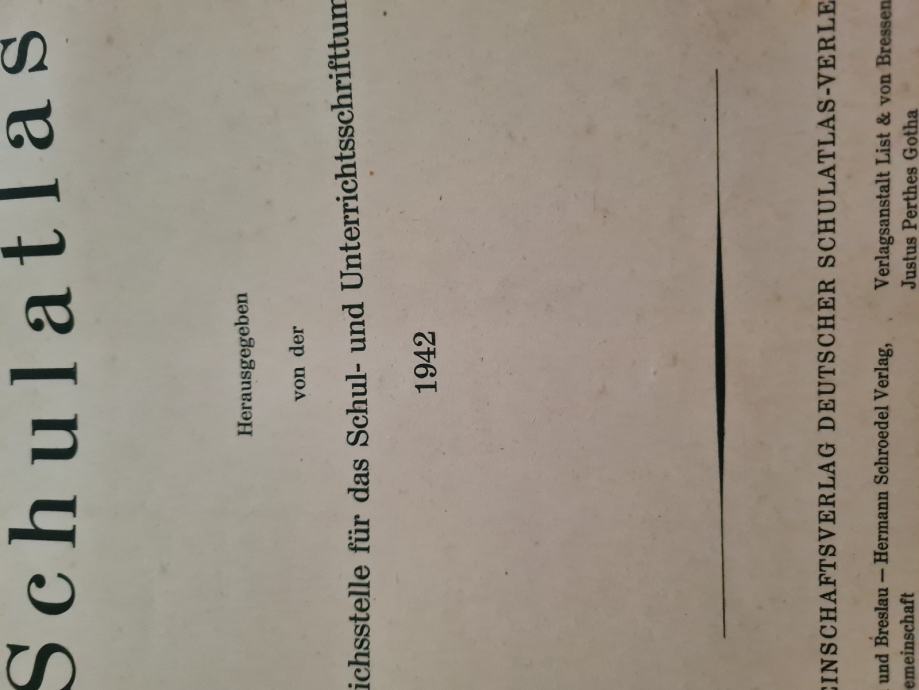 Schulatlas
Herausgegeben
von der
ichsstelle für das Schul- und Unterrichtsschrifttum
1942
EINSCHAFTSVERLAG DEUTSCHER SCHULATLAS-VERLE
und Breslau — Hermann Schroedel Verlag, Verlagsanstalt List & von Bressen
emeinschaft Justus Perthes Gotha